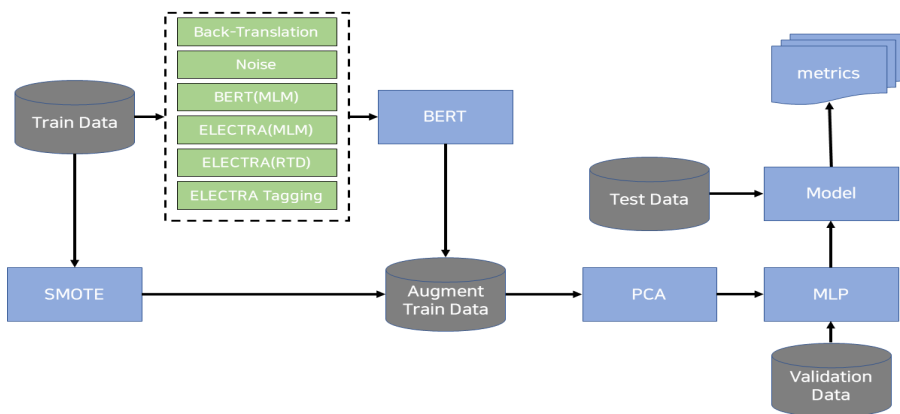 Back-Translation
Noise
BERT(MLM)
ELECTRA(MLM)
ELECTRA(RTD)
ELECTRA Tagging
Train Data
BERT
metrics
Test Data
Model
SMOTE
Augment
Train Data
PCA
MLP
Validation
Data